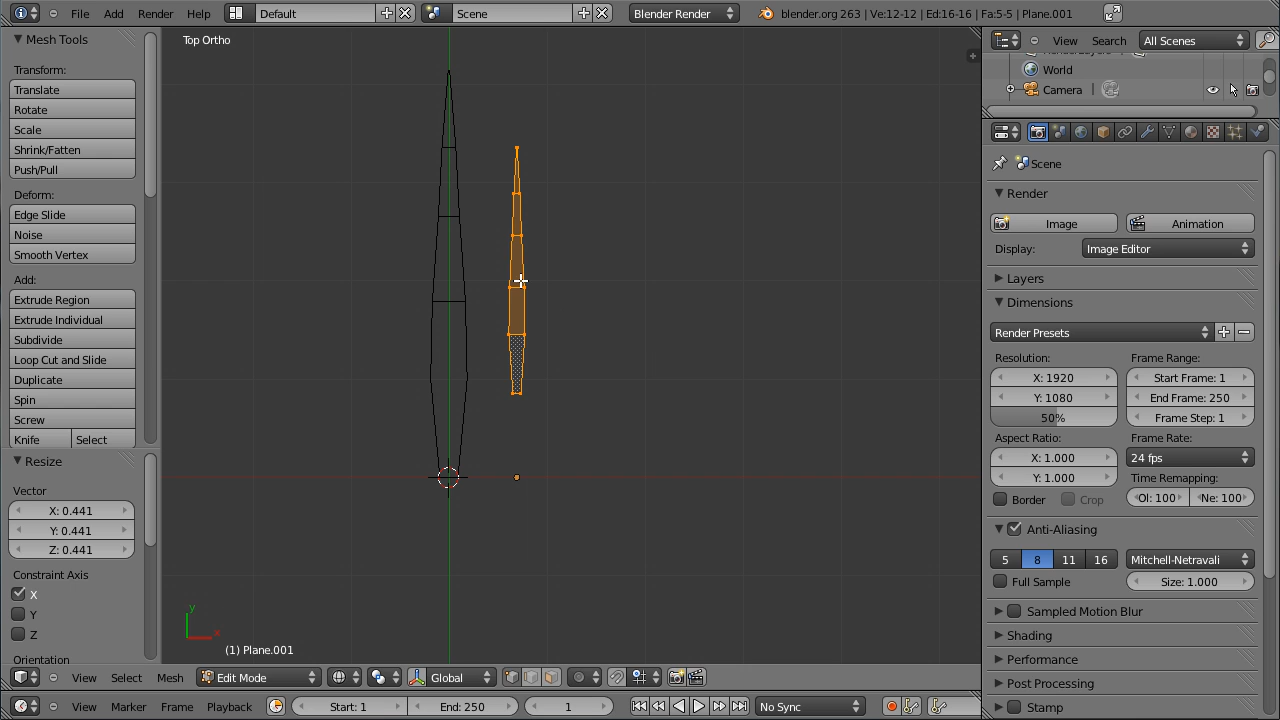 File Add Render Help Default Scene Blender Render blender.org 263 | Ve:12-12 | Ed:16-16 | Fa:5-5 | Plane.001
Mesh Tools
Transform:
Translate
Rotate
Scale
Shrink/Fatten
Push/Pull
Deform:
Edge Slide
Noise
Smooth Vertex
Add:
Extrude Region
Extrude Individual
Subdivide
Loop Cut and Slide
Duplicate
Spin
Screw
Knife Select
Resize
Vector
X: 0.441
Y: 0.441
Z: 0.441
Constraint Axis
X
Y
Z
Orientation
Top Ortho
y
x
(1) Plane.001
View Select Mesh Edit Mode Global
View Marker Frame Playback Start: 1 End: 250 1 No Sync
View Search All Scenes
World
Camera
Scene
Render
Image Animation
Display: Image Editor
Layers
Dimensions
Render Presets
Resolution: Frame Range:
X: 1920 Start Frame: 1
Y: 1080 End Frame: 250
50% Frame Step: 1
Aspect Ratio: Frame Rate:
X: 1.000 24 fps
Y: 1.000 Time Remapping:
Border Crop Ol: 100 Ne: 100
Anti-Aliasing
5 8 11 16 Mitchell-Netravali
Full Sample Size: 1.000
Sampled Motion Blur
Shading
Performance
Post Processing
Stamp